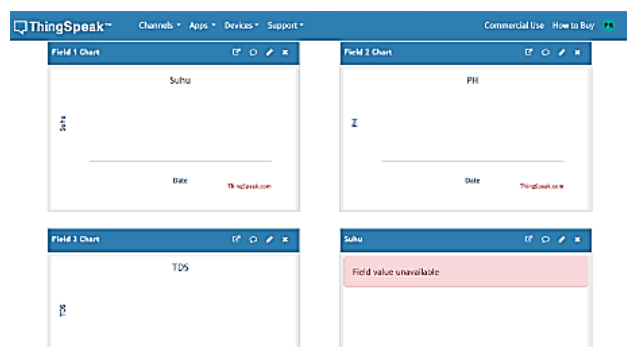 ThingSpeak™ Channels Apps Devices Support Commercial Use How to Buy
Field 1 Chart
Suhu
Suhu
Date
ThingSpeak.com
Field 2 Chart
PH
PH
Date
ThingSpeak.com
Field 3 Chart
TDS
TDS
Suhu
Field value unavailable